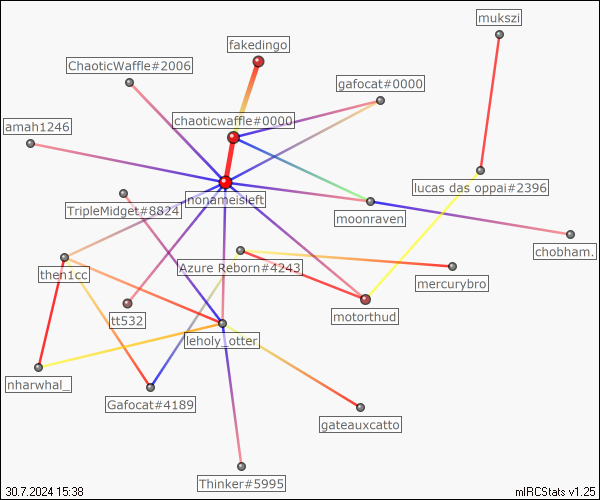 mukszi
fakedingo
ChaoticWaffle#2006
gafocat#0000
chaoticwaffle#0000
amah1246
lucas das oppai#2396
nonameisleft
TripleMidget#8824
moonraven
chobham.
then1cc
Azure Reborn#4243
mercurybro
tt532
motorthud
leholy_otter
nharwhal_
Gafocat#4189
gateauxcatto
Thinker#5995
30.7.2024 15:38
mIRCStats v1.25